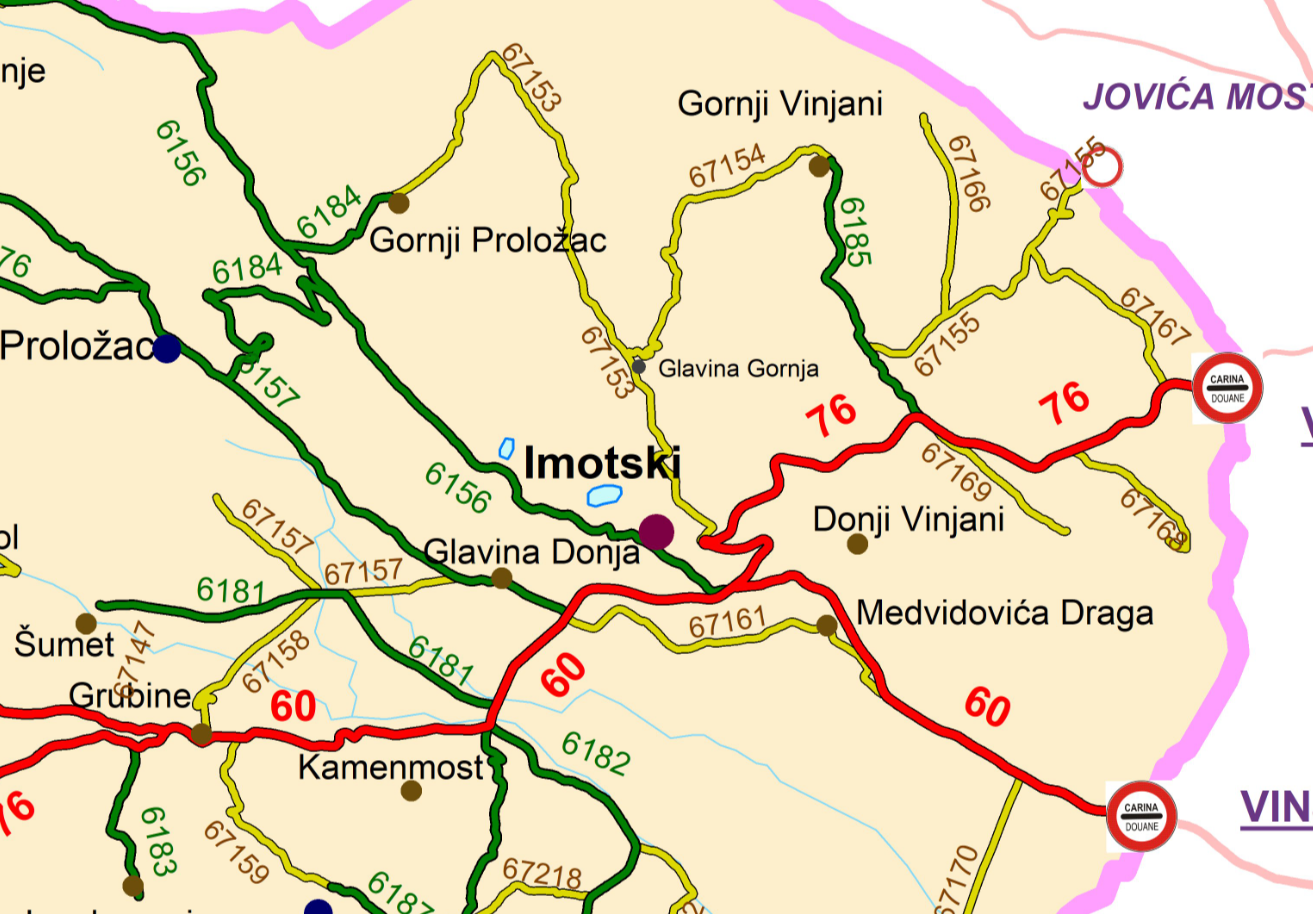 nje
67153
Gornji Vinjani
JOVIĆA MOST
6156
67154
67166
67155
6184
6185
Gornji Proložac
76
6184
67167
Proložac
67153
67155
Glavina Gornja
CARINA
DOUANE
6157
76
76
V
67169
Imotski
6156
67157
Donji Vinjani
ol
Glavina Donja
67157
6181
67161
Medvidovića Draga
Šumet
67147
67158
6181
Grubine
60
60
60
6182
Kamenmost
76
CARINA
DOUANE
VIN
6183
67159
67218
67170
6187